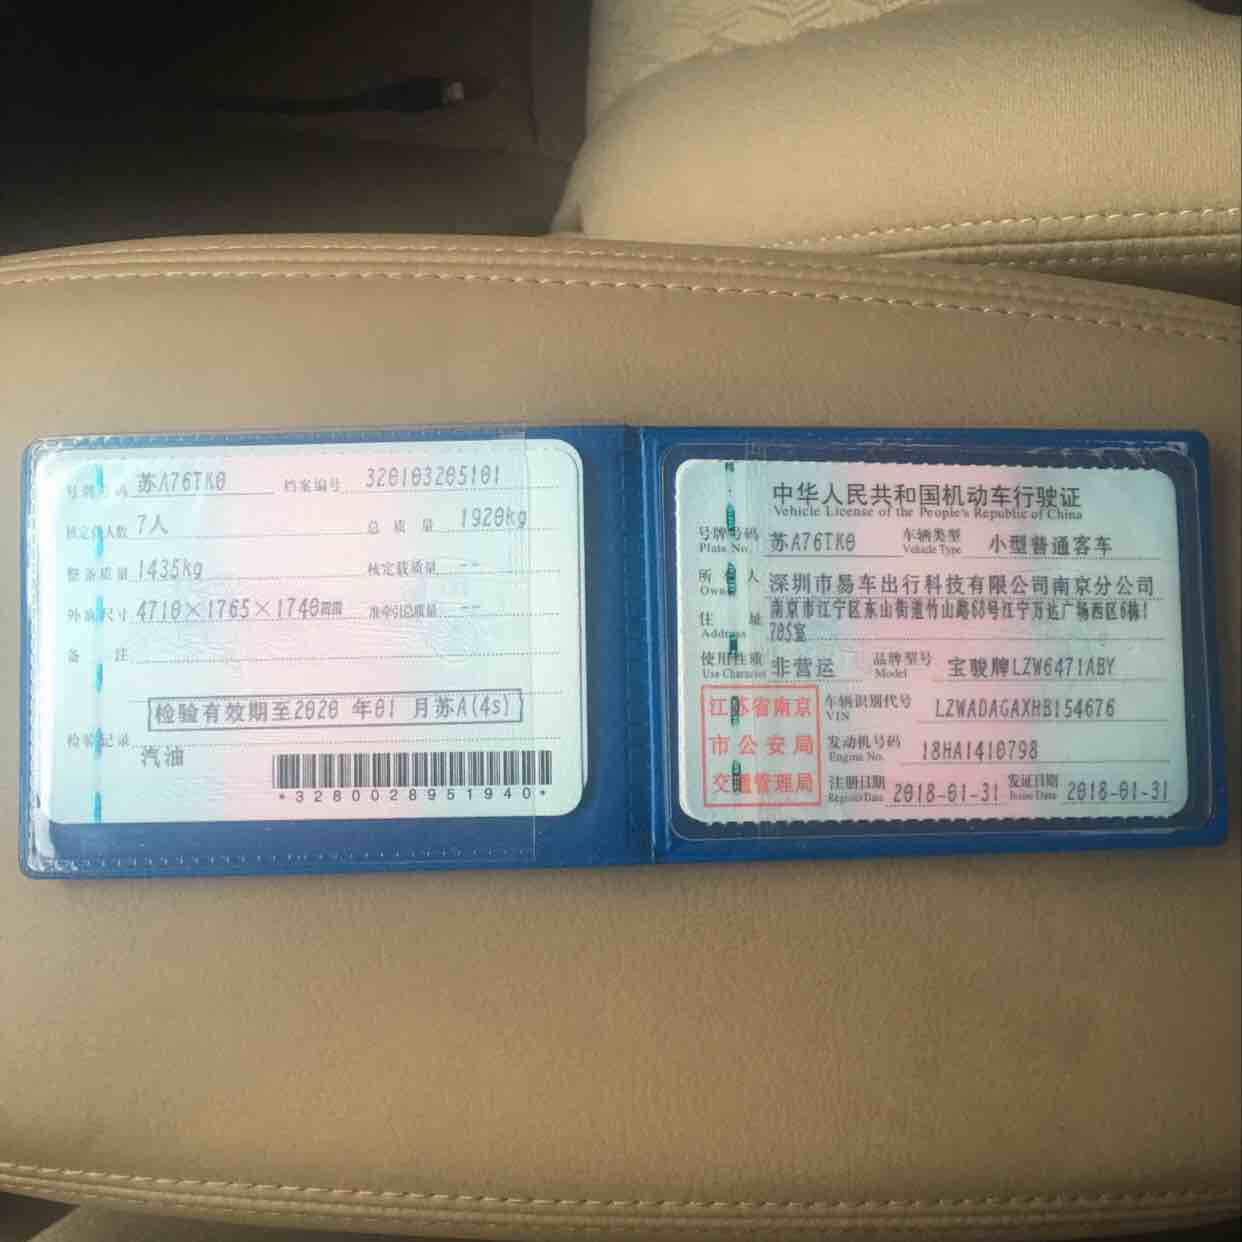 号牌号码 苏A76TK0 档案编号 320103205101
核定载人数 7人 总质量 1920kg
整备质量 1435kg 核定载质量 --
外廓尺寸 4710×1765×1740 准牵引总质量 --
备注
检验有效期至2020 年01 月苏A(4s)
检验记录
汽油
*3280028951940*
中华人民共和国机动车行驶证
Vehicle License of the People's Republic of China
号牌号码 苏A76TK0 车辆类型 小型普通客车
Plate No. Vehicle Type
所有人 深圳市易车出行科技有限公司南京分公司
Owner
住址 南京市江宁区东山街道竹山路68号江宁万达广场西区6栋1
Address 705室
使用性质 非营运 品牌型号 宝骏牌LZW6471ABY
Use Character Model
江苏省南京
市公安局
交通管理局
车辆识别代号 LZWADAGAXHB154676
VIN
发动机号码 18HA1410798
Engine No.
注册日期 2018-01-31 发证日期 2018-01-31
Register Date Issue Date